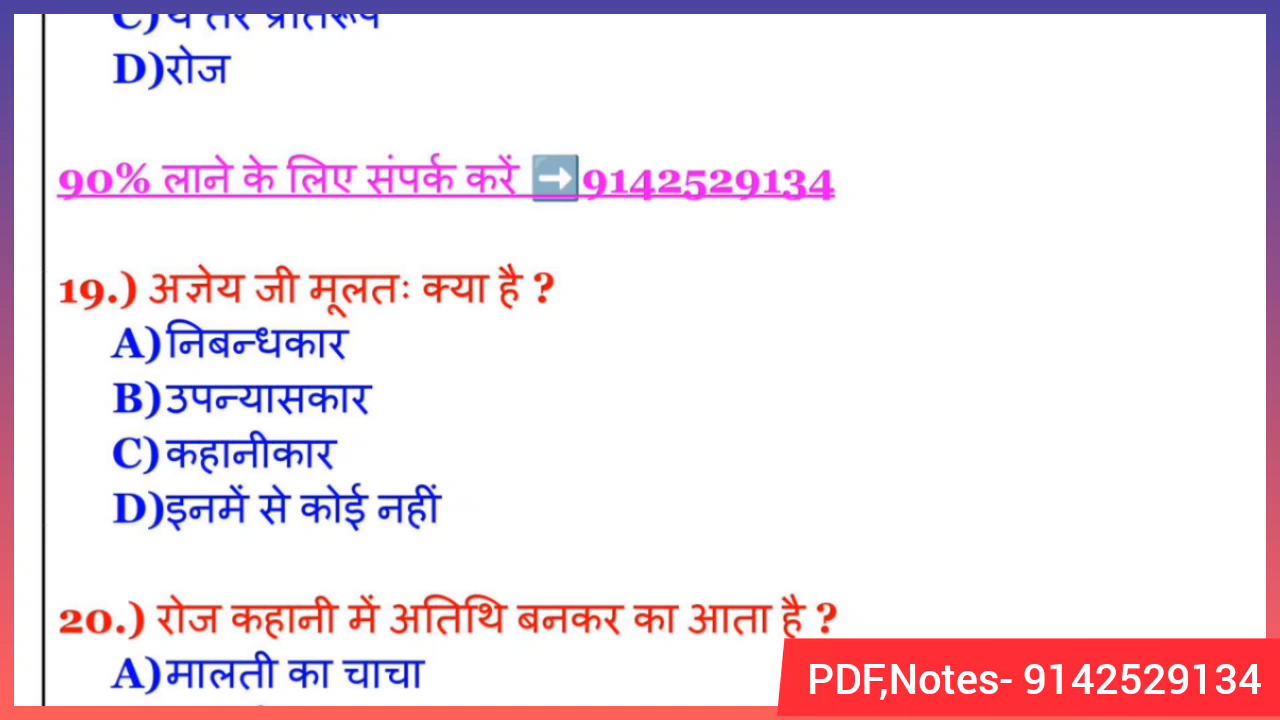 C)ये तेरे प्रतिरूप
D)रोज
90% लाने के लिए संपर्क करें ➡9142529134
19.) अज्ञेय जी मूलतः क्या है ?
A)निबन्धकार
B)उपन्यासकार
C)कहानीकार
D)इनमें से कोई नहीं
20.) रोज कहानी में अतिथि बनकर का आता है ?
A)मालती का चाचा
PDF,Notes- 9142529134